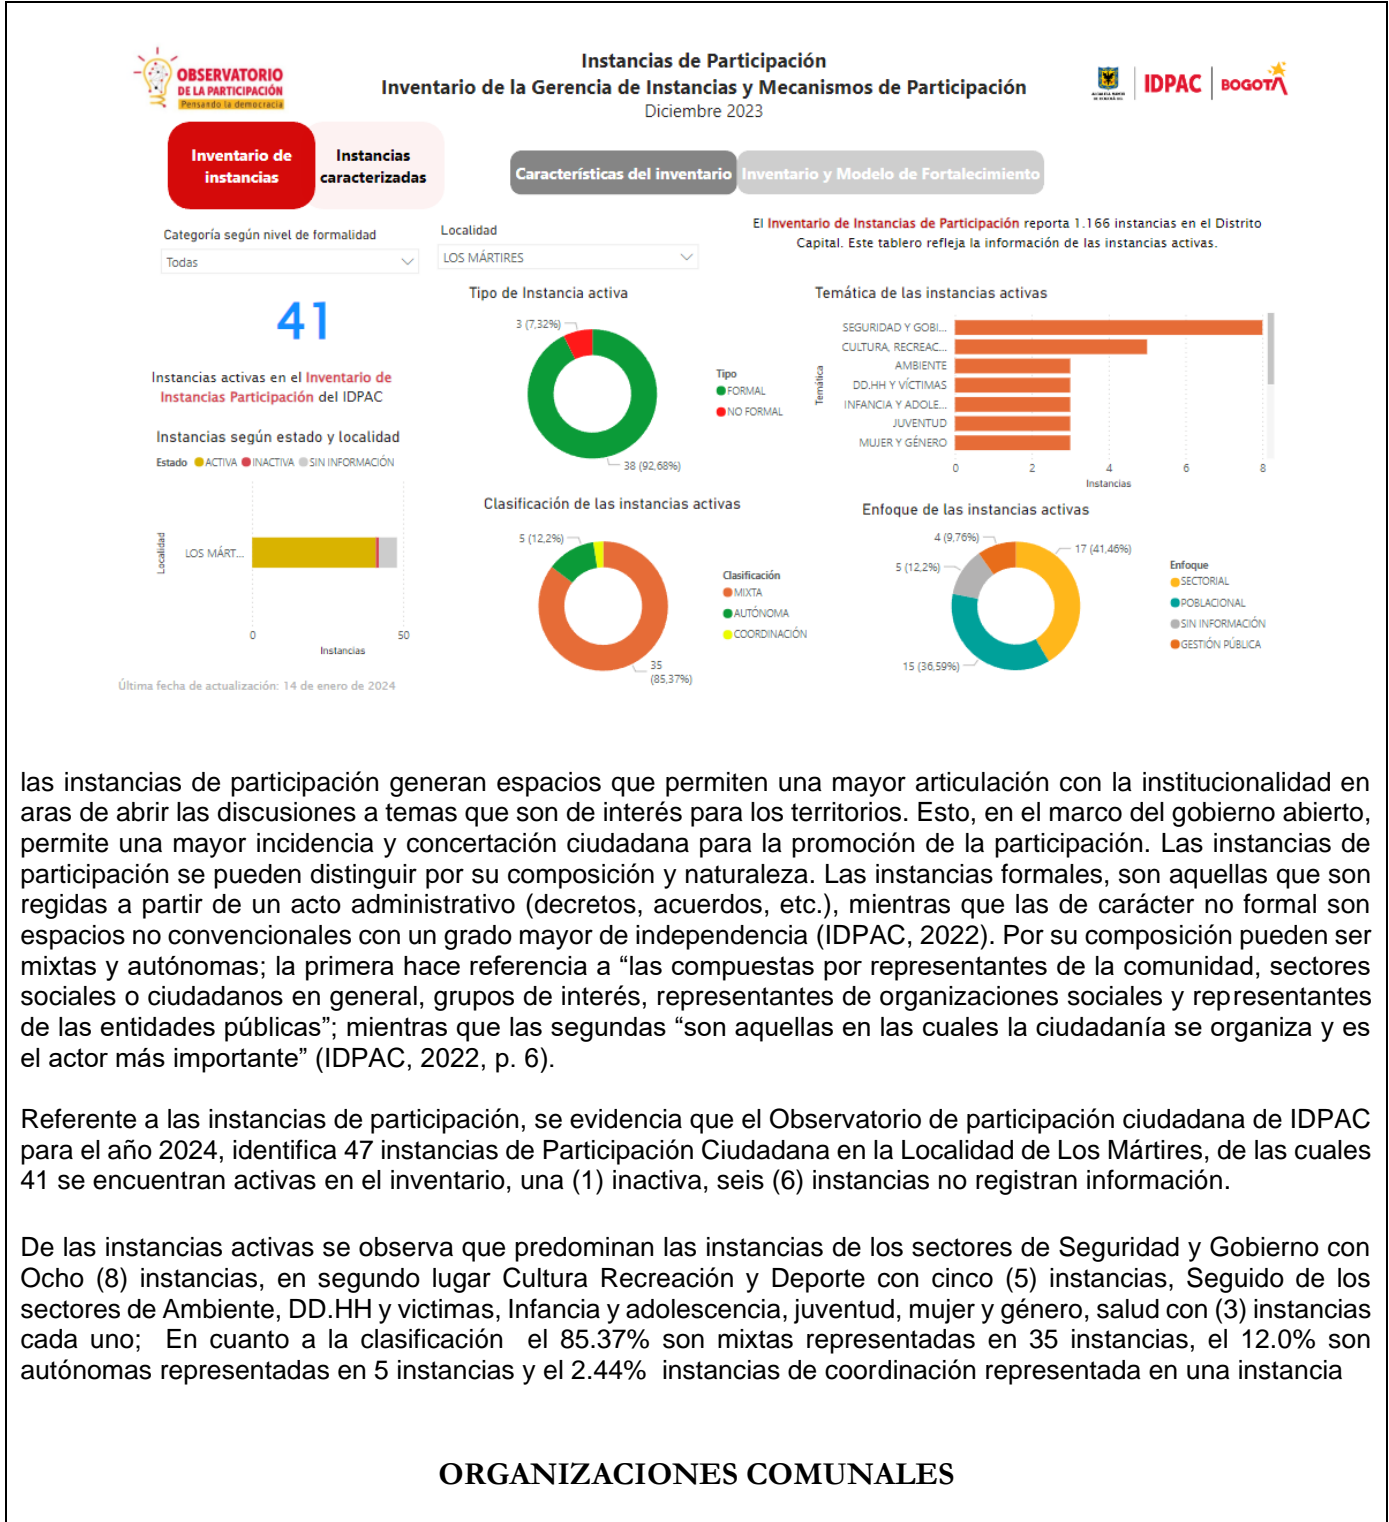 OBSERVATORIO
DE LA PARTICIPACIÓN
Pensando la democracia
Instancias de Participación
Inventario de la Gerencia de Instancias y Mecanismos de Participación
Diciembre 2023
IDPAC
BOGOTÁ
Inventario de
instancias
Instancias
caracterizadas
Características del inventario
Inventario y Modelo de Fortalecimiento
Categoría según nivel de formalidad
Todas
Localidad
LOS MÁRTIRES
El Inventario de Instancias de Participación reporta 1.166 instancias en el Distrito
Capital. Este tablero refleja la información de las instancias activas.
41
Instancias activas en el Inventario de
Instancias Participación del IDPAC
Tipo de Instancia activa
3 (7,32%)
38 (92,68%)
Tipo
FORMAL
NO FORMAL
Temática de las instancias activas
Temática
SEGURIDAD Y GOBI...
CULTURA, RECREAC...
AMBIENTE
DD.HH Y VÍCTIMAS
INFANCIA Y ADOLE...
JUVENTUD
MUJER Y GÉNERO
0 2 4 6 8
Instancias
Instancias según estado y localidad
Estado ACTIVA INACTIVA SIN INFORMACIÓN
Localidad
LOS MÁRT...
0 50
Instancias
Clasificación de las instancias activas
5 (12,2%)
35
(85,37%)
Clasificación
MIXTA
AUTÓNOMA
COORDINACIÓN
Enfoque de las instancias activas
4 (9,76%)
17 (41,46%)
5 (12,2%)
15 (36,59%)
Enfoque
SECTORIAL
POBLACIONAL
SIN INFORMACIÓN
GESTIÓN PÚBLICA
Última fecha de actualización: 14 de enero de 2024
las instancias de participación generan espacios que permiten una mayor articulación con la institucionalidad en
aras de abrir las discusiones a temas que son de interés para los territorios. Esto, en el marco del gobierno abierto,
permite una mayor incidencia y concertación ciudadana para la promoción de la participación. Las instancias de
participación se pueden distinguir por su composición y naturaleza. Las instancias formales, son aquellas que son
regidas a partir de un acto administrativo (decretos, acuerdos, etc.), mientras que las de carácter no formal son
espacios no convencionales con un grado mayor de independencia (IDPAC, 2022). Por su composición pueden ser
mixtas y autónomas; la primera hace referencia a “las compuestas por representantes de la comunidad, sectores
sociales o ciudadanos en general, grupos de interés, representantes de organizaciones sociales y representantes
de las entidades públicas”; mientras que las segundas “son aquellas en las cuales la ciudadanía se organiza y es
el actor más importante” (IDPAC, 2022, p. 6).
Referente a las instancias de participación, se evidencia que el Observatorio de participación ciudadana de IDPAC
para el año 2024, identifica 47 instancias de Participación Ciudadana en la Localidad de Los Mártires, de las cuales
41 se encuentran activas en el inventario, una (1) inactiva, seis (6) instancias no registran información.
De las instancias activas se observa que predominan las instancias de los sectores de Seguridad y Gobierno con
Ocho (8) instancias, en segundo lugar Cultura Recreación y Deporte con cinco (5) instancias, Seguido de los
sectores de Ambiente, DD.HH y victimas, Infancia y adolescencia, juventud, mujer y género, salud con (3) instancias
cada uno; En cuanto a la clasificación el 85.37% son mixtas representadas en 35 instancias, el 12.0% son
autónomas representadas en 5 instancias y el 2.44% instancias de coordinación representada en una instancia
ORGANIZACIONES COMUNALES